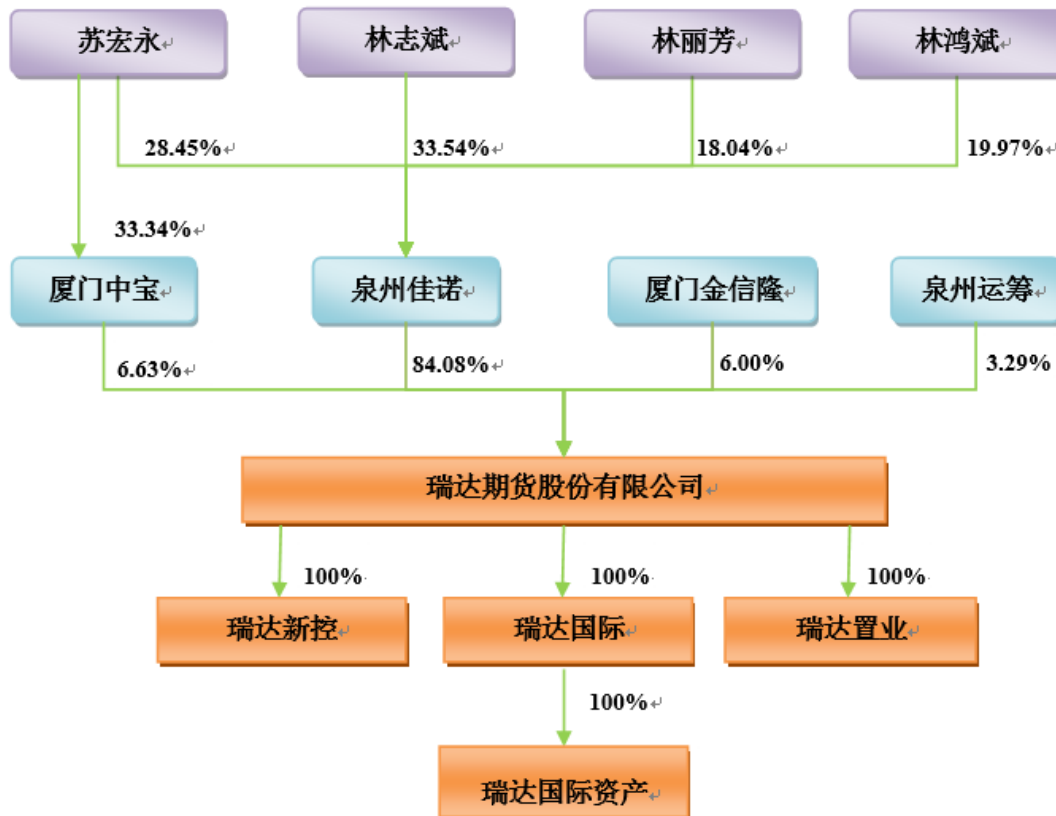 苏宏永
林志斌
林丽芳
林鸿斌
28.45%
33.54%
18.04%
19.97%
33.34%
厦门中宝
泉州佳诺
厦门金信隆
泉州运筹
6.63%
84.08%
6.00%
3.29%
瑞达期货股份有限公司
100%
100%
100%
瑞达新控
瑞达国际
瑞达置业
100%
瑞达国际资产